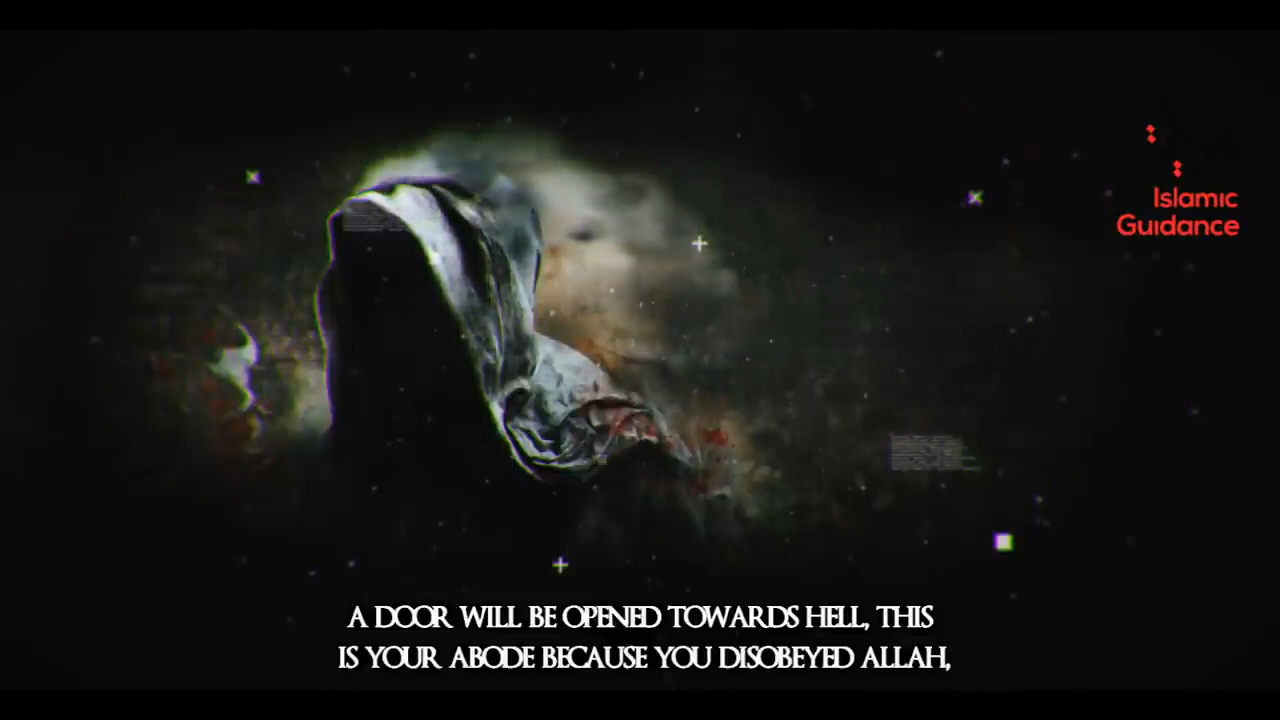 Islamic
Guidance
A DOOR WILL BE OPENED TOWARDS HELL, THIS
IS YOUR ABODE BECAUSE YOU DISOBEYED ALLAH,